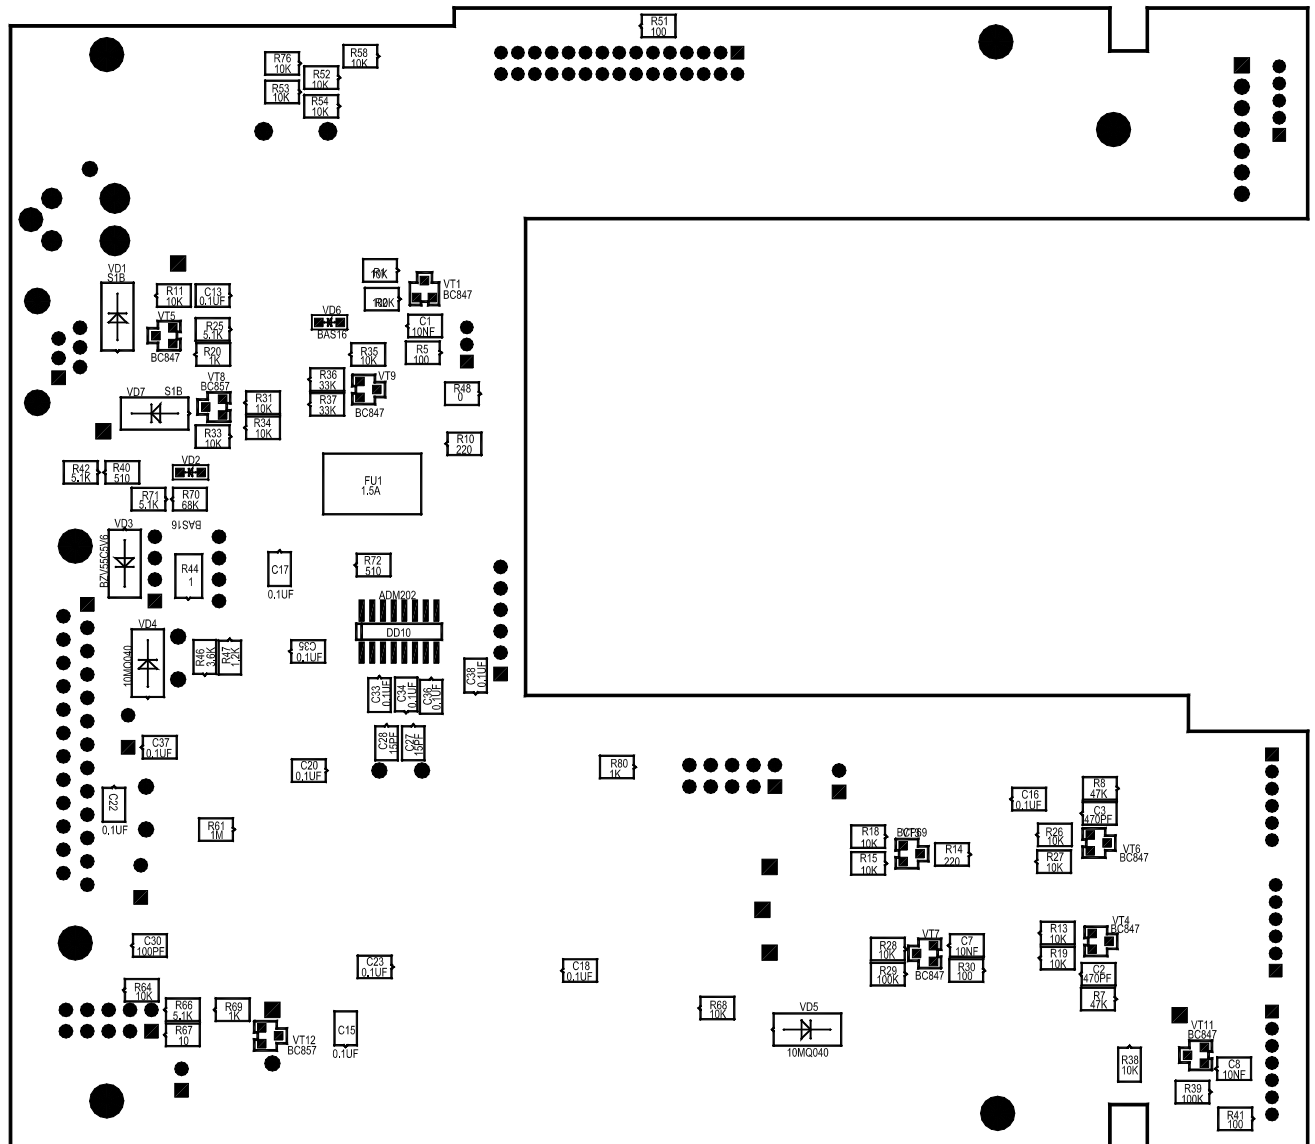 R51
100
R76
10K
R58
10K
R52
10K
R53
10K
R54
10K
VD1
S1B
R11
10K
C13
0.1UF
VT5
BC847
R25
5.1K
R20
1K
R1
10K
R2
VT1
BC847
VD6
BAS16
C1
10NF
R5
100
R35
10K
R36
33K
R37
33K
VT9
BC847
R48
0
R10
220
VD7
S1B
VT8
BC857
R31
10K
R34
10K
R33
10K
R42
5.1K
R40
510
VD2
R71
5.1K
R70
68K
BAS16
FU1
1.5A
VD3
BZV55C5V6
R44
1
C17
0.1UF
R72
510
ADM202
DD10
VD4
10MQ040
R46
3.6K
R47
1.2K
C35
0.1UF
C38
0.1UF
C33
0.1UF
C34
0.1UF
C36
0.1UF
C28
15PF
C27
15PF
C37
0.1UF
C20
0.1UF
R80
1K
C22
0.1UF
R61
1M
C16
0.1UF
R8
47K
C3
470PF
R18
10K
R15
10K
R14
220
R26
10K
R27
10K
VT6
BC847
C30
100PF
C23
0.1UF
C18
0.1UF
R28
10K
R29
100K
VT7
BC847
C7
10NF
R30
100
R13
10K
R19
10K
VT4
BC847
C2
470PF
R7
47K
R64
10K
R66
5.1K
R67
10
R69
1K
VT12
BC857
C15
0.1UF
R68
10K
VD5
10MQ040
VT11
BC847
R38
10K
C8
10NF
R39
100K
R41
100